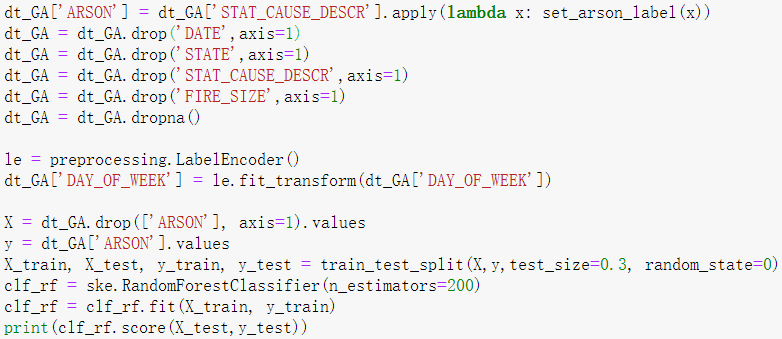 dt_GA['ARSON'] = dt_GA['STAT_CAUSE_DESCR'].apply(lambda x: set_arson_label(x))
dt_GA = dt_GA.drop('DATE',axis=1)
dt_GA = dt_GA.drop('STATE',axis=1)
dt_GA = dt_GA.drop('STAT_CAUSE_DESCR',axis=1)
dt_GA = dt_GA.drop('FIRE_SIZE',axis=1)
dt_GA = dt_GA.dropna()
le = preprocessing.LabelEncoder()
dt_GA['DAY_OF_WEEK'] = le.fit_transform(dt_GA['DAY_OF_WEEK'])
X = dt_GA.drop(['ARSON'], axis=1).values
y = dt_GA['ARSON'].values
X_train, X_test, y_train, y_test = train_test_split(X,y,test_size=0.3, random_state=0)
clf_rf = ske.RandomForestClassifier(n_estimators=200)
clf_rf = clf_rf.fit(X_train, y_train)
print(clf_rf.score(X_test,y_test))